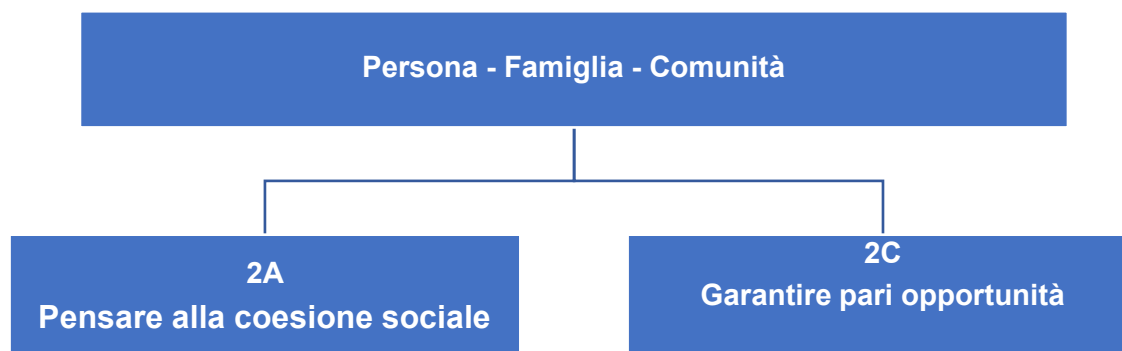 Persona - Famiglia - Comunità
2A
Pensare alla coesione sociale
2C
Garantire pari opportunità